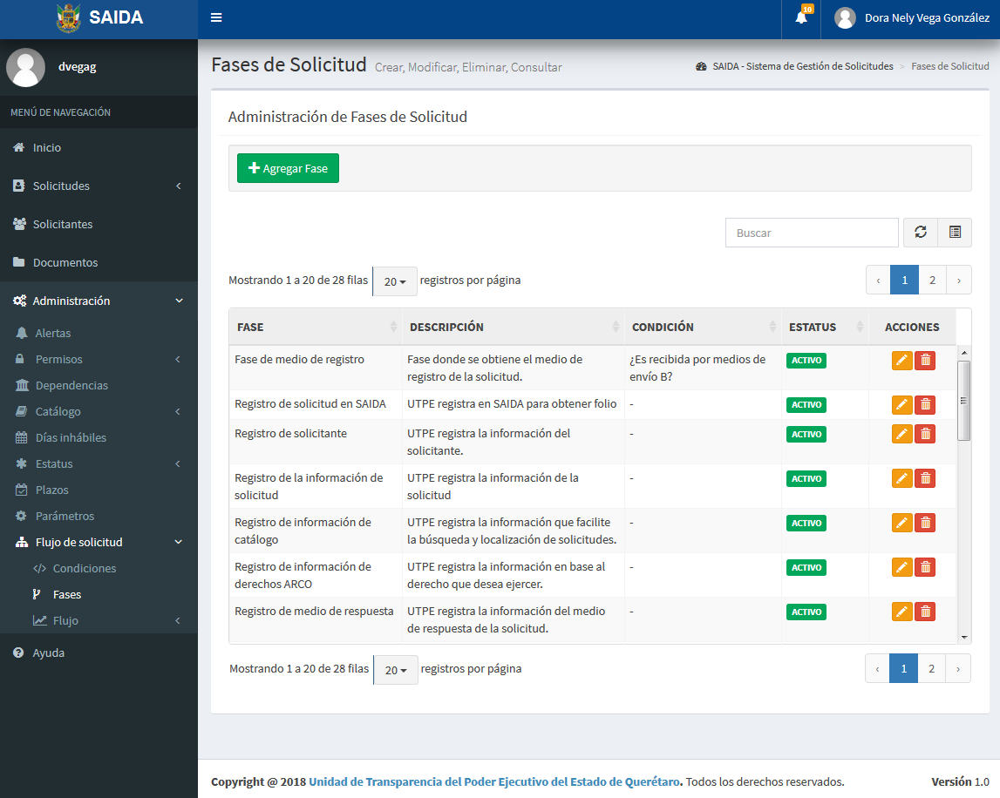 SAIDA
10
Dora Nely Vega González
dvegag
MENÚ DE NAVEGACIÓN
Inicio
Solicitudes
Solicitantes
Documentos
Administración
Alertas
Permisos
Dependencias
Catálogo
Días inhábiles
Estatus
Plazos
Parámetros
Flujo de solicitud
Condiciones
Fases
Flujo
Ayuda
Fases de Solicitud Crear, Modificar, Eliminar, Consultar
SAIDA - Sistema de Gestión de Solicitudes > Fases de Solicitud
Administración de Fases de Solicitud
Agregar Fase
Buscar
Mostrando 1 a 20 de 28 filas 20 registros por página
‹ 1 2 ›
FASE DESCRIPCIÓN CONDICIÓN ESTATUS ACCIONES
Fase de medio de registro Fase donde se obtiene el medio de ¿Es recibida por medios de ACTIVO
registro de la solicitud. envío B?
Registro de solicitud en SAIDA UTPE registra en SAIDA para obtener folio - ACTIVO
Registro de solicitante UTPE registra la información del - ACTIVO
solicitante.
Registro de la información de UTPE registra la información de la - ACTIVO
solicitud solicitud
Registro de información de UTPE registra la información que facilite - ACTIVO
catálogo la búsqueda y localización de solicitudes.
Registro de información de UTPE registra la información en base al - ACTIVO
derechos ARCO derecho que desea ejercer.
Registro de medio de respuesta UTPE registra la información del medio - ACTIVO
de respuesta de la solicitud.
Mostrando 1 a 20 de 28 filas 20 registros por página
‹ 1 2 ›
Copyright @ 2018 Unidad de Transparencia del Poder Ejecutivo del Estado de Querétaro. Todos los derechos reservados.
Versión 1.0